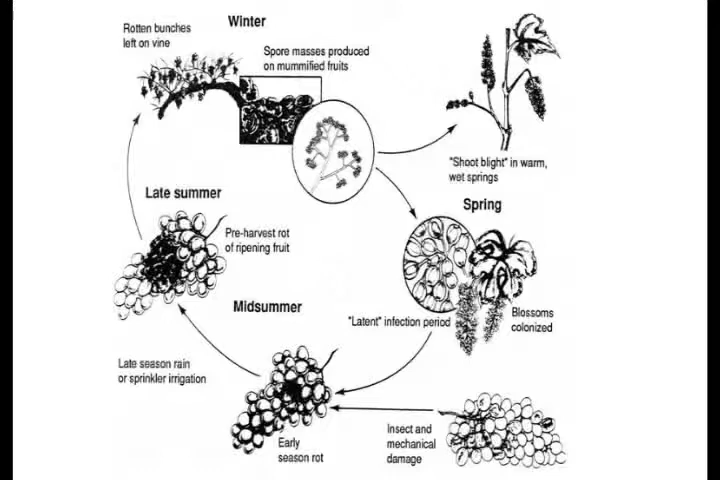 Winter
Rotten bunches
left on vine
Spore masses produced
on mummified fruits
"Shoot blight" in warm,
wet springs
Spring
Late summer
Pre-harvest rot
of ripening fruit
Midsummer
"Latent" infection period
Blossoms
colonized
Late season rain
or sprinkler irrigation
Early
season rot
Insect and
mechanical
damage